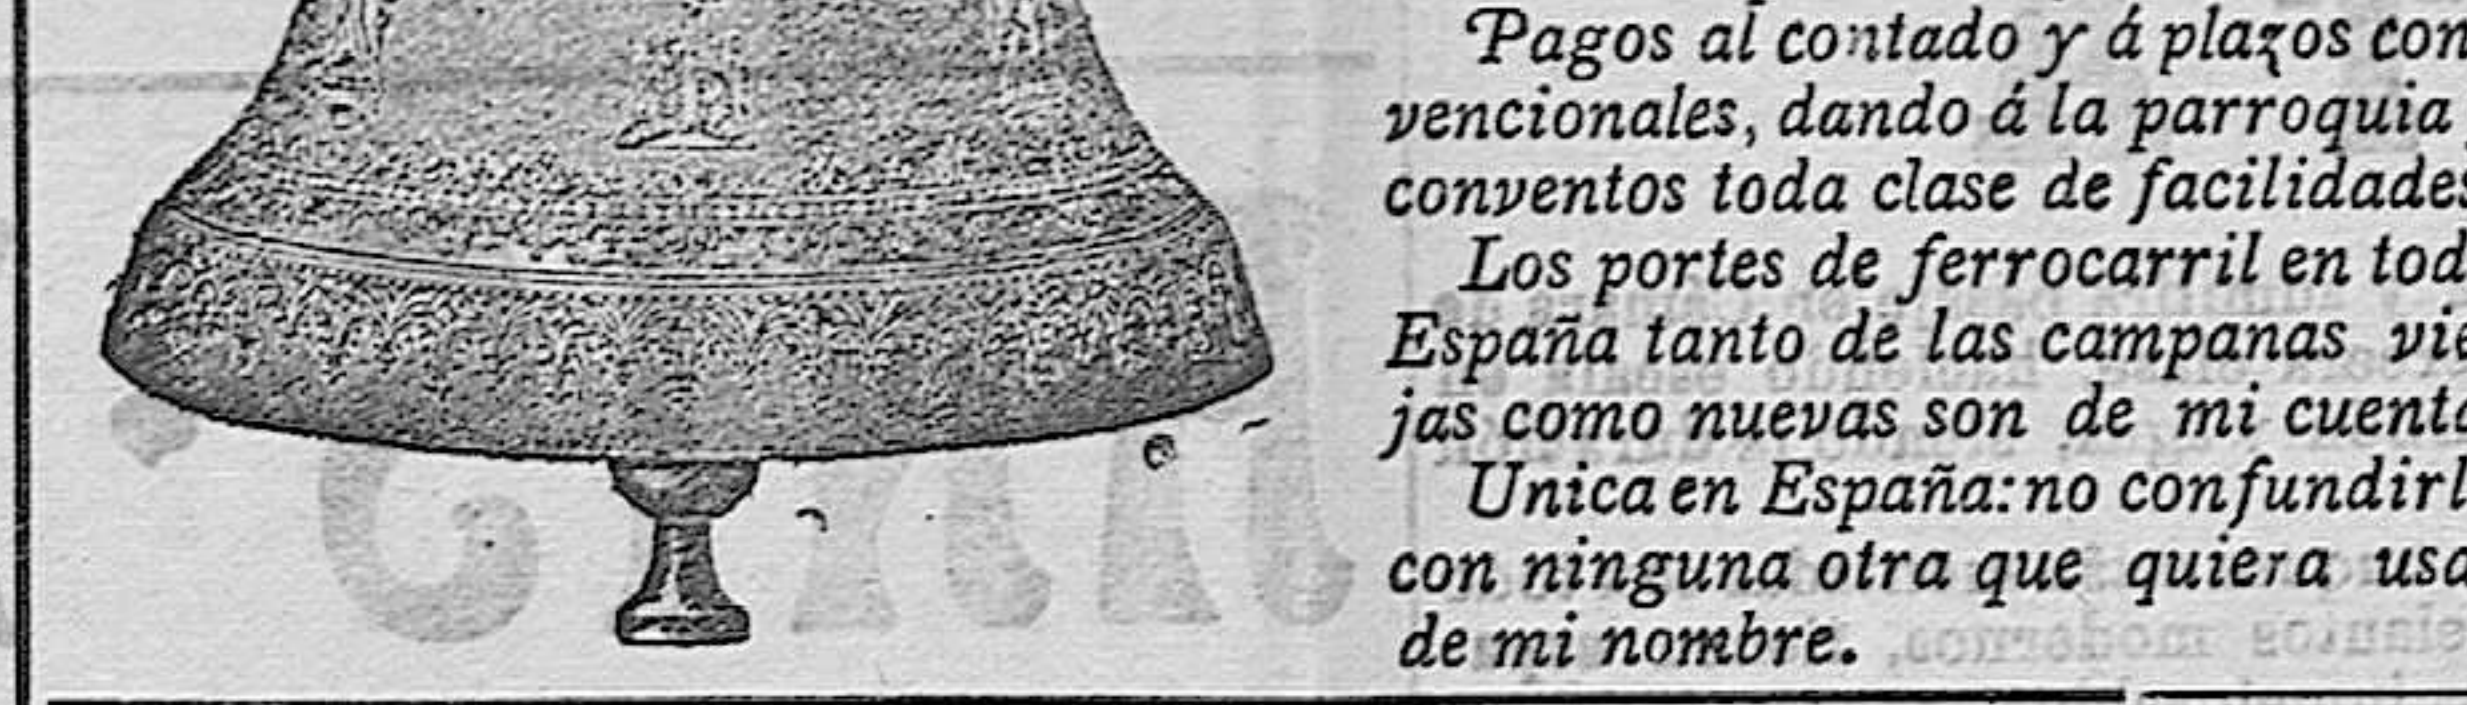 Pagos al contado y á plazos con
vencionales, dando á la parroquia
conventos toda clase de facilidades
Los portes de ferrocarril en tod
España tanto de las campanas vie
jas como nuevas son de mi cuenta
Unica en España: no confundirl
con ninguna otra que quiera usa
de mi nombre.